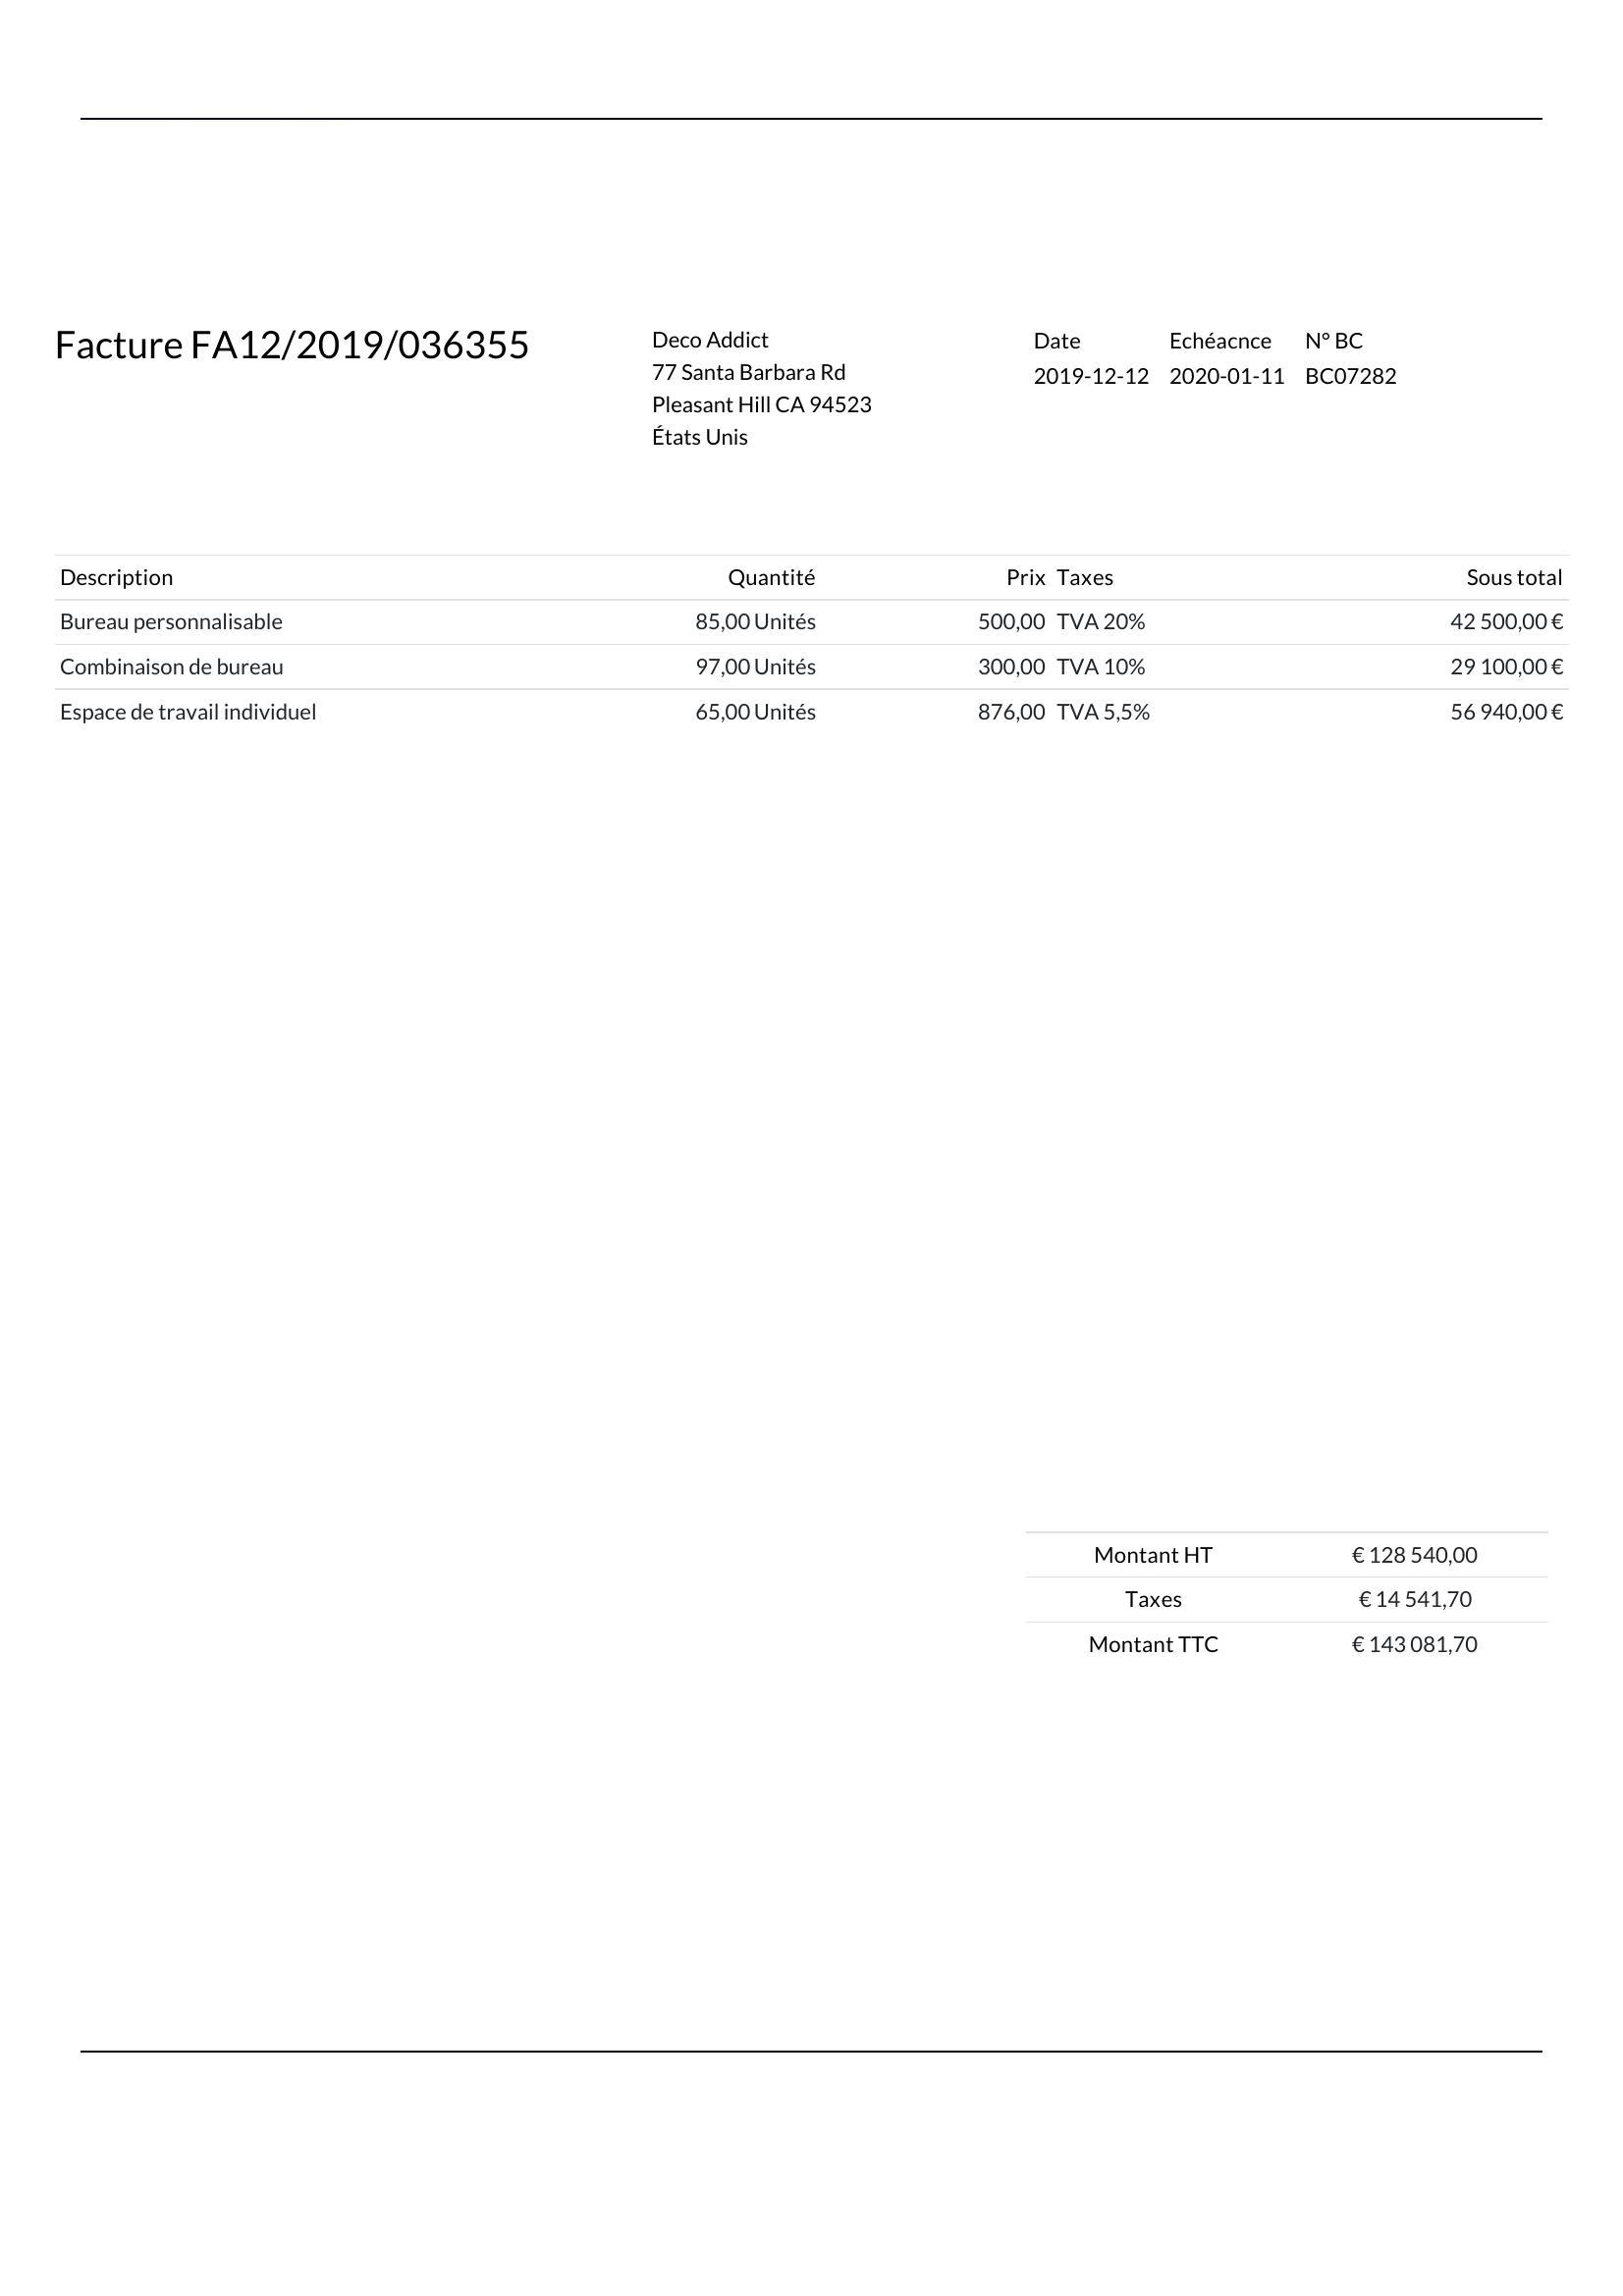 Facture FA12/2019/036355
Deco Addict
77 Santa Barbara Rd
Pleasant Hill CA 94523
États Unis
Date Echéacnce N° BC
2019-12-12 2020-01-11 BC07282
Description Quantité Prix Taxes Sous total
Bureau personnalisable 85,00 Unités 500,00 TVA 20% 42 500,00 €
Combinaison de bureau 97,00 Unités 300,00 TVA 10% 29 100,00 €
Espace de travail individuel 65,00 Unités 876,00 TVA 5,5% 56 940,00 €
Montant HT € 128 540,00
Taxes € 14 541,70
Montant TTC € 143 081,70